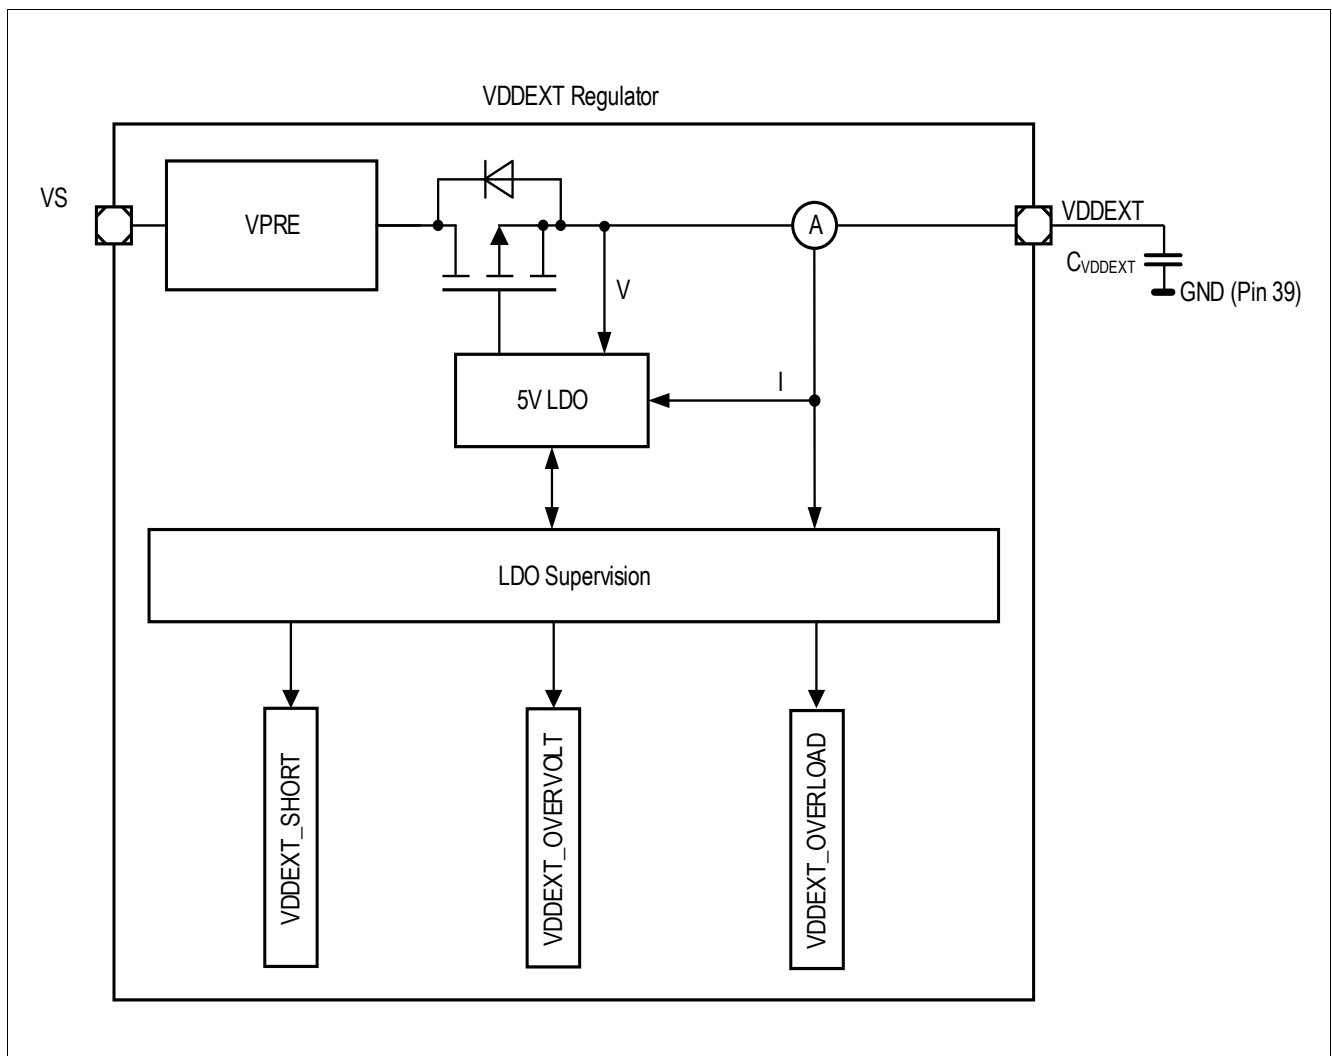 VDDEXT Regulator
VS
VPRE
VDDEXT
A
CVDDEXT
GND (Pin 39)
V
I
5V LDO
LDO Supervision
VDDEXT_SHORT
VDDEXT_OVERVOLT
VDDEXT_OVERLOAD